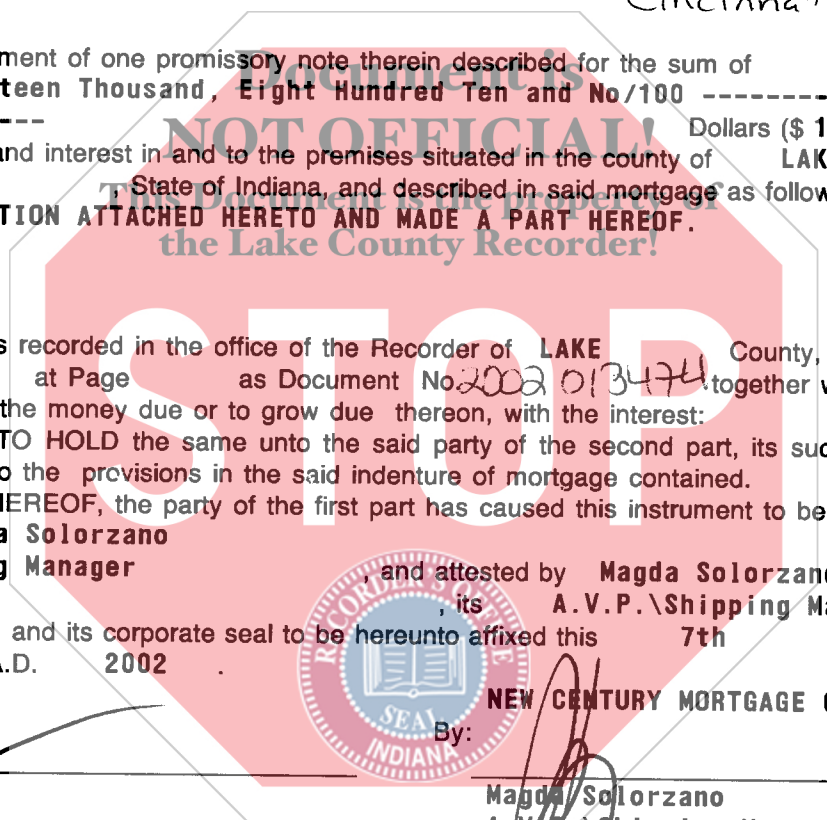 Cincinna
ment of one promissory note therein described for the sum of
teen Thousand, Eight Hundred Ten and No/100 ---------
---
Dollars ($ 1
and interest in and to the premises situated in the county of LAK
, State of Indiana, and described in said mortgage as follow
TION ATTACHED HERETO AND MADE A PART HEREOF.
Document is
NOT OFFICIAL!
This Document is the property of
the Lake County Recorder!
STOP
s recorded in the office of the Recorder of LAKE County,
at Page as Document No. 2002 013474 together w
the money due or to grow due thereon, with the interest:
TO HOLD the same unto the said party of the second part, its suc
o the provisions in the said indenture of mortgage contained.
HEREOF, the party of the first part has caused this instrument to be
a Solorzano
g Manager , and attested by Magda Solorzano
, its A.V.P.\Shipping Ma
and its corporate seal to be hereunto affixed this 7th
A.D. 2002 .
RECORDER'S OFFICE
SEAL
INDIANA
NEW CENTURY MORTGAGE C
By:
Magda Solorzano